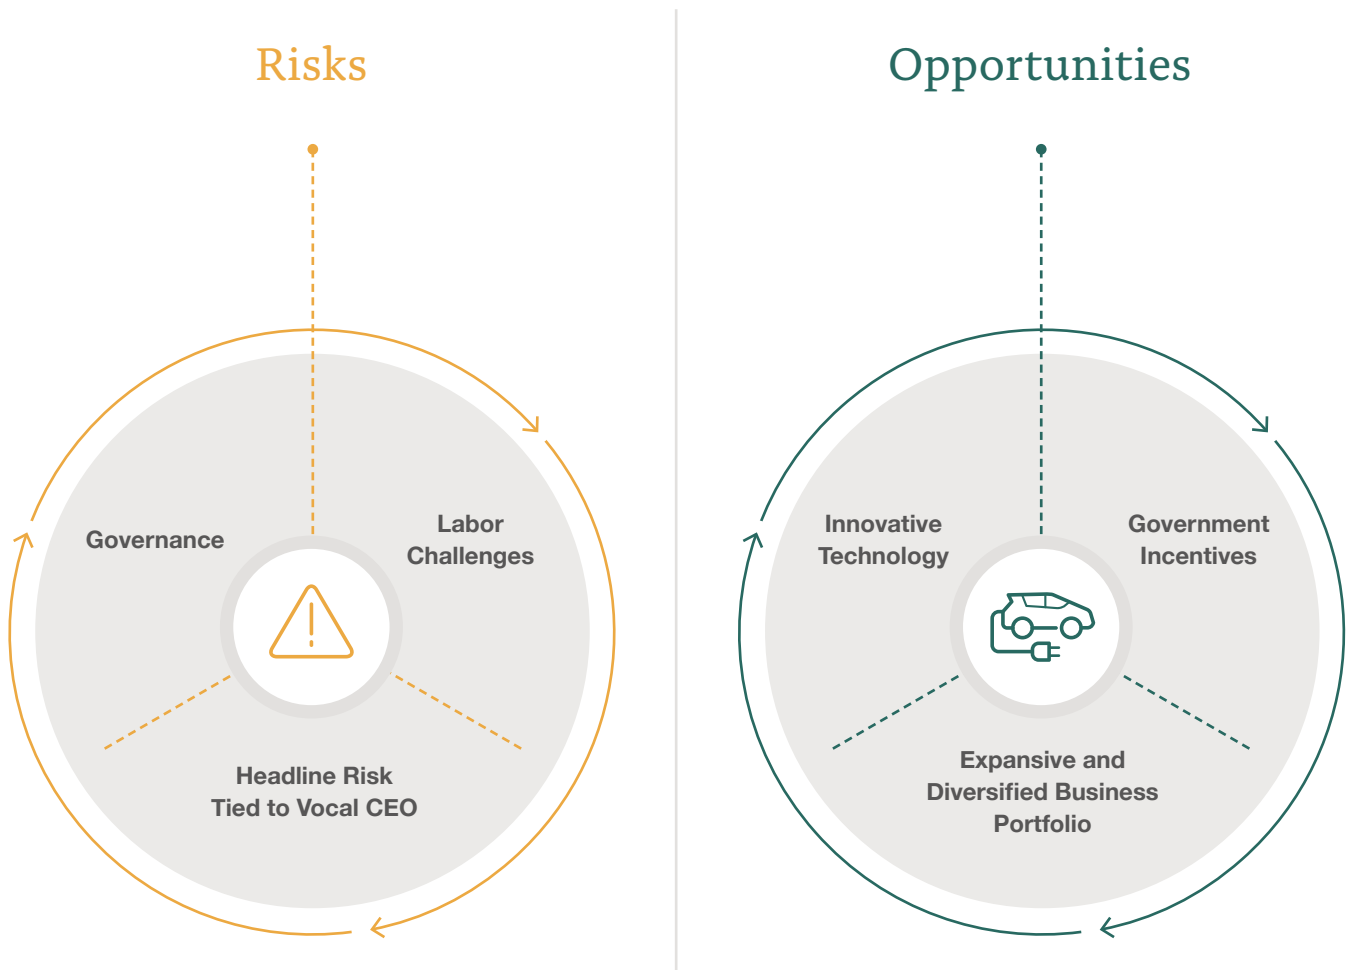 Risks
Governance
Labor
Challenges
Headline Risk
Tied to Vocal CEO
Opportunities
Innovative
Technology
Government
Incentives
Expansive and
Diversified Business
Portfolio